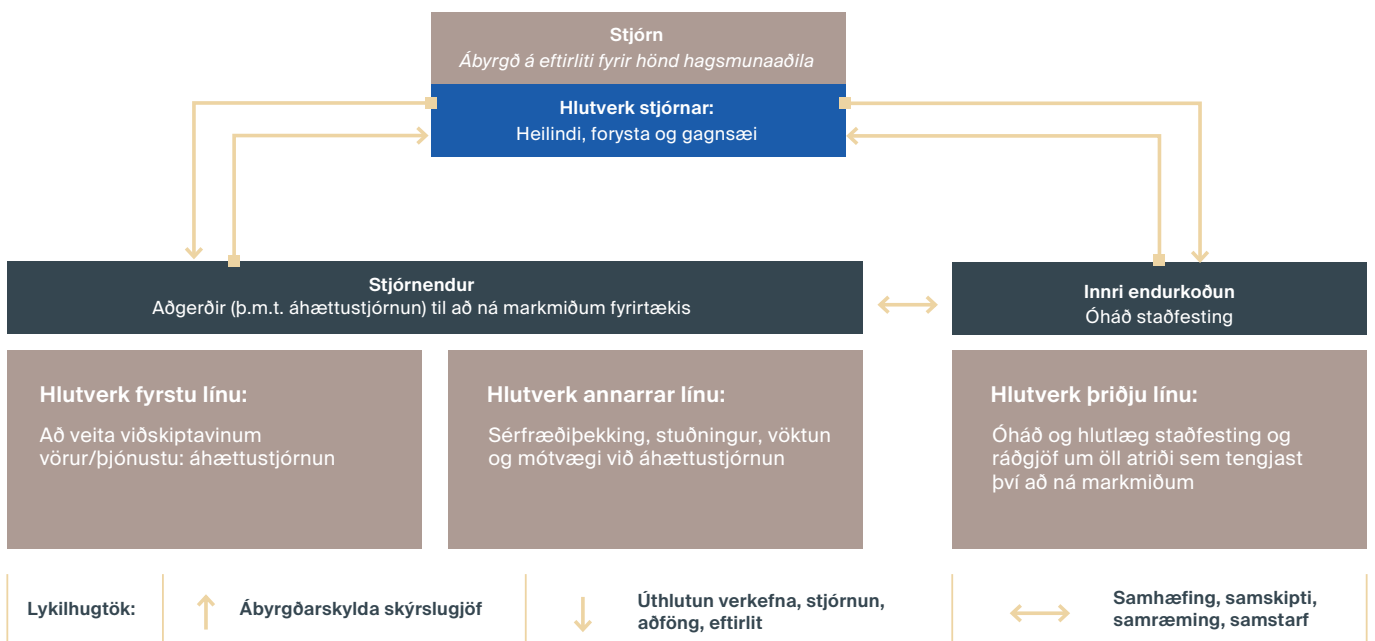 Stjórn
Ábyrgð á eftirliti fyrir hönd hagsmunaaðila
Hlutverk stjórnar:
Heilindi, forysta og gagnsæi
Stjórnendur
Aðgerðir (þ.m.t. áhættustjórnun) til að ná markmiðum fyrirtækis
Innri endurkoðun
Óháð staðfesting
Hlutverk fyrstu línu:
Að veita viðskiptavinum
vörur/þjónustu: áhættustjórnun
Hlutverk annarrar línu:
Sérfræðiþekking, stuðningur, vöktun
og mótvægi við áhættustjórnun
Hlutverk þriðju línu:
Óháð og hlutlæg staðfesting og
ráðgjöf um öll atriði sem tengjast
því að ná markmiðum
Lykilhugtök:
Ábyrgðarskylda skýrslugjöf
Úthlutun verkefna, stjórnun,
aðföng, eftirlit
Samhæfing, samskipti,
samræming, samstarf